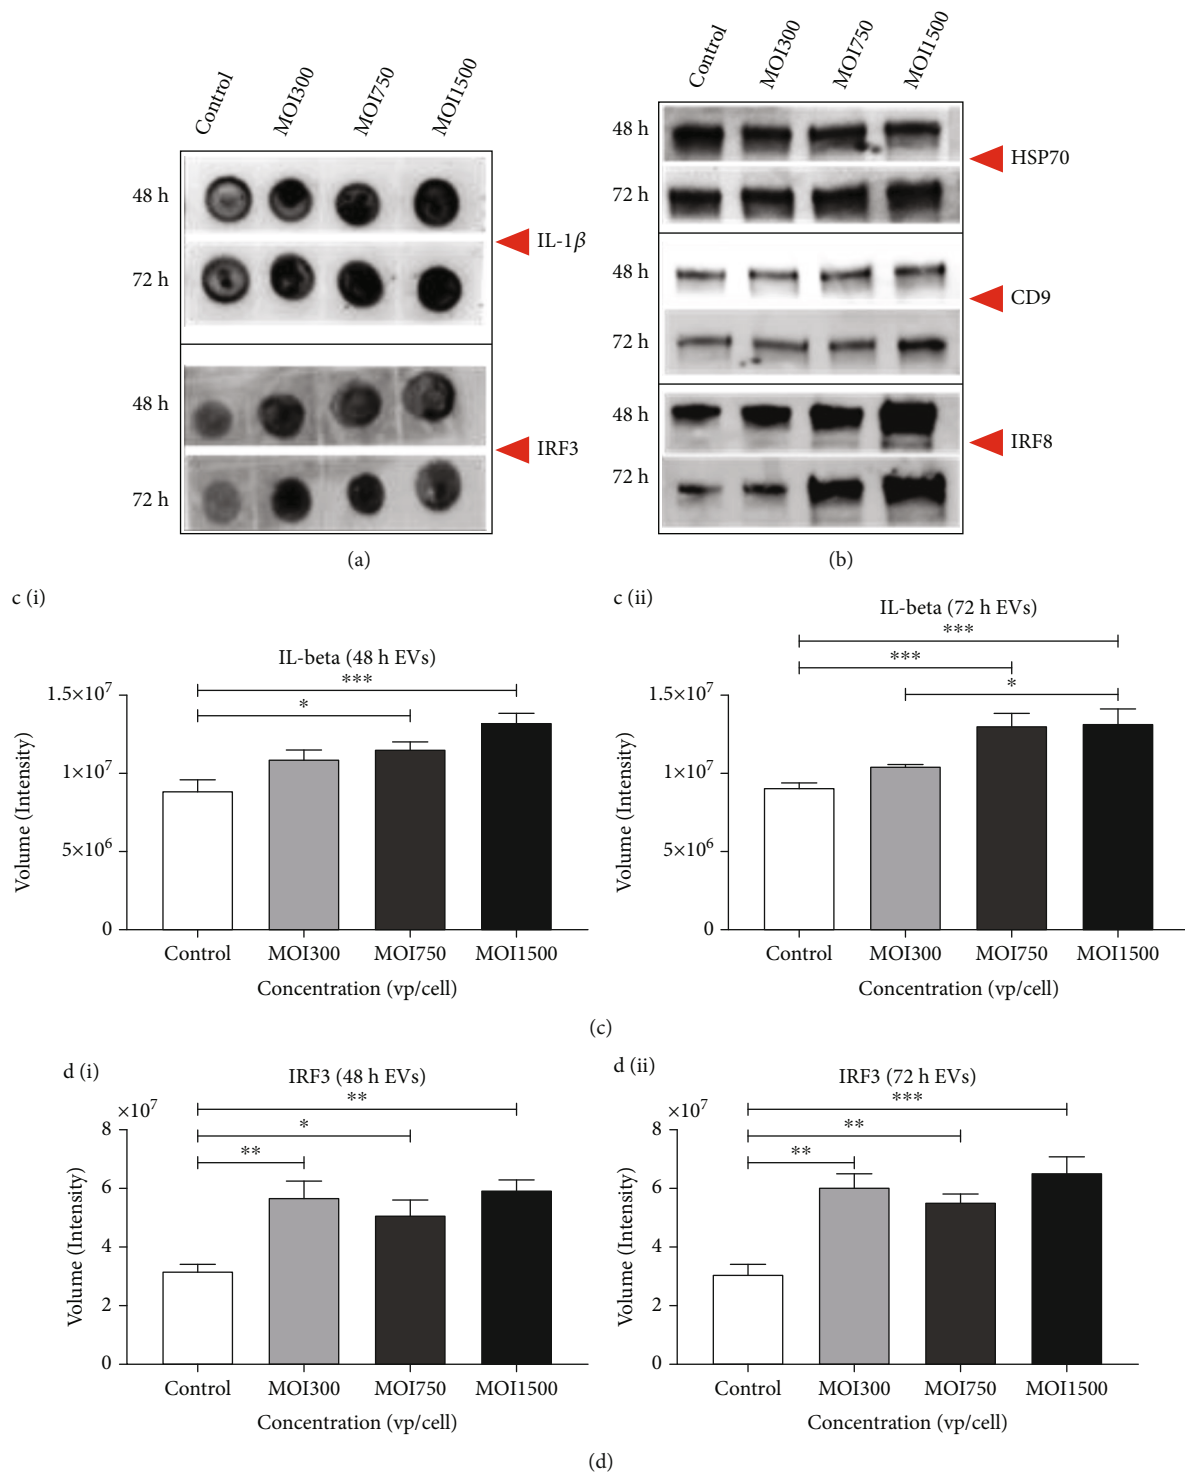 Control MOI300 MOI750 MOI1500
48 h
IL-1β
72 h
48 h
IRF3
72 h
(a)
Control MOI300 MOI750 MOI1500
48 h
HSP70
72 h
48 h
CD9
72 h
48 h
IRF8
72 h
(b)
c (i)
IL-beta (48 h EVs)
***
*
1.5×10⁷
1×10⁷
5×10⁶
0
Volume (Intensity)
Control MOI300 MOI750 MOI1500
Concentration (vp/cell)
c (ii)
IL-beta (72 h EVs)
***
***
*
1.5×10⁷
1×10⁷
5×10⁶
0
Volume (Intensity)
Control MOI300 MOI750 MOI1500
Concentration (vp/cell)
(c)
d (i)
IRF3 (48 h EVs)
×10⁷
**
*
**
8
6
4
2
0
Volume (Intensity)
Control MOI300 MOI750 MOI1500
Concentration (vp/cell)
d (ii)
IRF3 (72 h EVs)
×10⁷
***
**
**
8
6
4
2
0
Volume (Intensity)
Control MOI300 MOI750 MOI1500
Concentration (vp/cell)
(d)